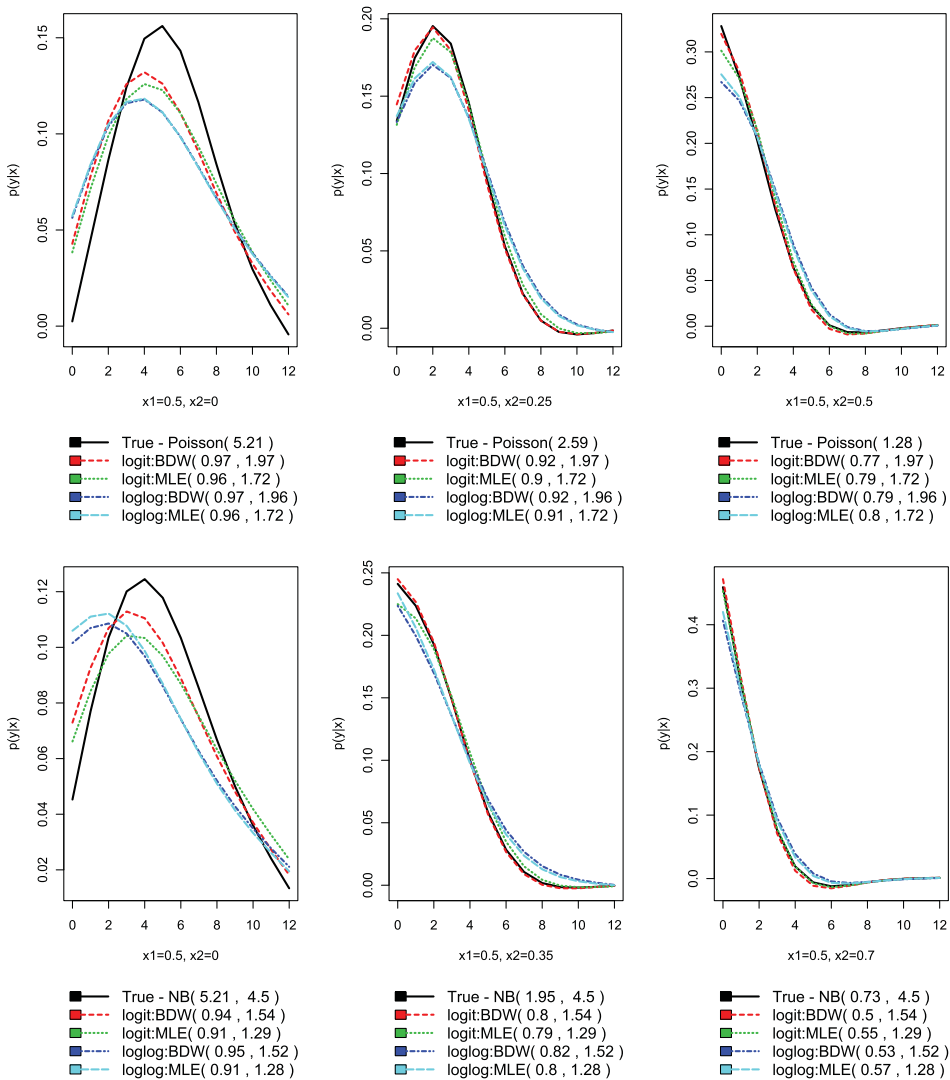 p(y|x)
0.00 0.05 0.10 0.15
0 2 4 6 8 10 12
x1=0.5, x2=0
True - Poisson( 5.21 )
logit:BDW( 0.97 , 1.97 )
logit:MLE( 0.96 , 1.72 )
loglog:BDW( 0.97 , 1.96 )
loglog:MLE( 0.96 , 1.72 )
p(y|x)
0.00 0.05 0.10 0.15 0.20
0 2 4 6 8 10 12
x1=0.5, x2=0.25
True - Poisson( 2.59 )
logit:BDW( 0.92 , 1.97 )
logit:MLE( 0.9 , 1.72 )
loglog:BDW( 0.92 , 1.96 )
loglog:MLE( 0.91 , 1.72 )
p(y|x)
0.00 0.05 0.10 0.15 0.20 0.25 0.30
0 2 4 6 8 10 12
x1=0.5, x2=0.5
True - Poisson( 1.28 )
logit:BDW( 0.77 , 1.97 )
logit:MLE( 0.79 , 1.72 )
loglog:BDW( 0.79 , 1.96 )
loglog:MLE( 0.8 , 1.72 )
p(y|x)
0.02 0.04 0.06 0.08 0.10 0.12
0 2 4 6 8 10 12
x1=0.5, x2=0
True - NB( 5.21 , 4.5 )
logit:BDW( 0.94 , 1.54 )
logit:MLE( 0.91 , 1.29 )
loglog:BDW( 0.95 , 1.52 )
loglog:MLE( 0.91 , 1.28 )
p(y|x)
0.00 0.05 0.10 0.15 0.20 0.25
0 2 4 6 8 10 12
x1=0.5, x2=0.35
True - NB( 1.95 , 4.5 )
logit:BDW( 0.8 , 1.54 )
logit:MLE( 0.79 , 1.29 )
loglog:BDW( 0.82 , 1.52 )
loglog:MLE( 0.8 , 1.28 )
p(y|x)
0.0 0.1 0.2 0.3 0.4
0 2 4 6 8 10 12
x1=0.5, x2=0.7
True - NB( 0.73 , 4.5 )
logit:BDW( 0.5 , 1.54 )
logit:MLE( 0.55 , 1.29 )
loglog:BDW( 0.53 , 1.52 )
loglog:MLE( 0.57 , 1.28 )